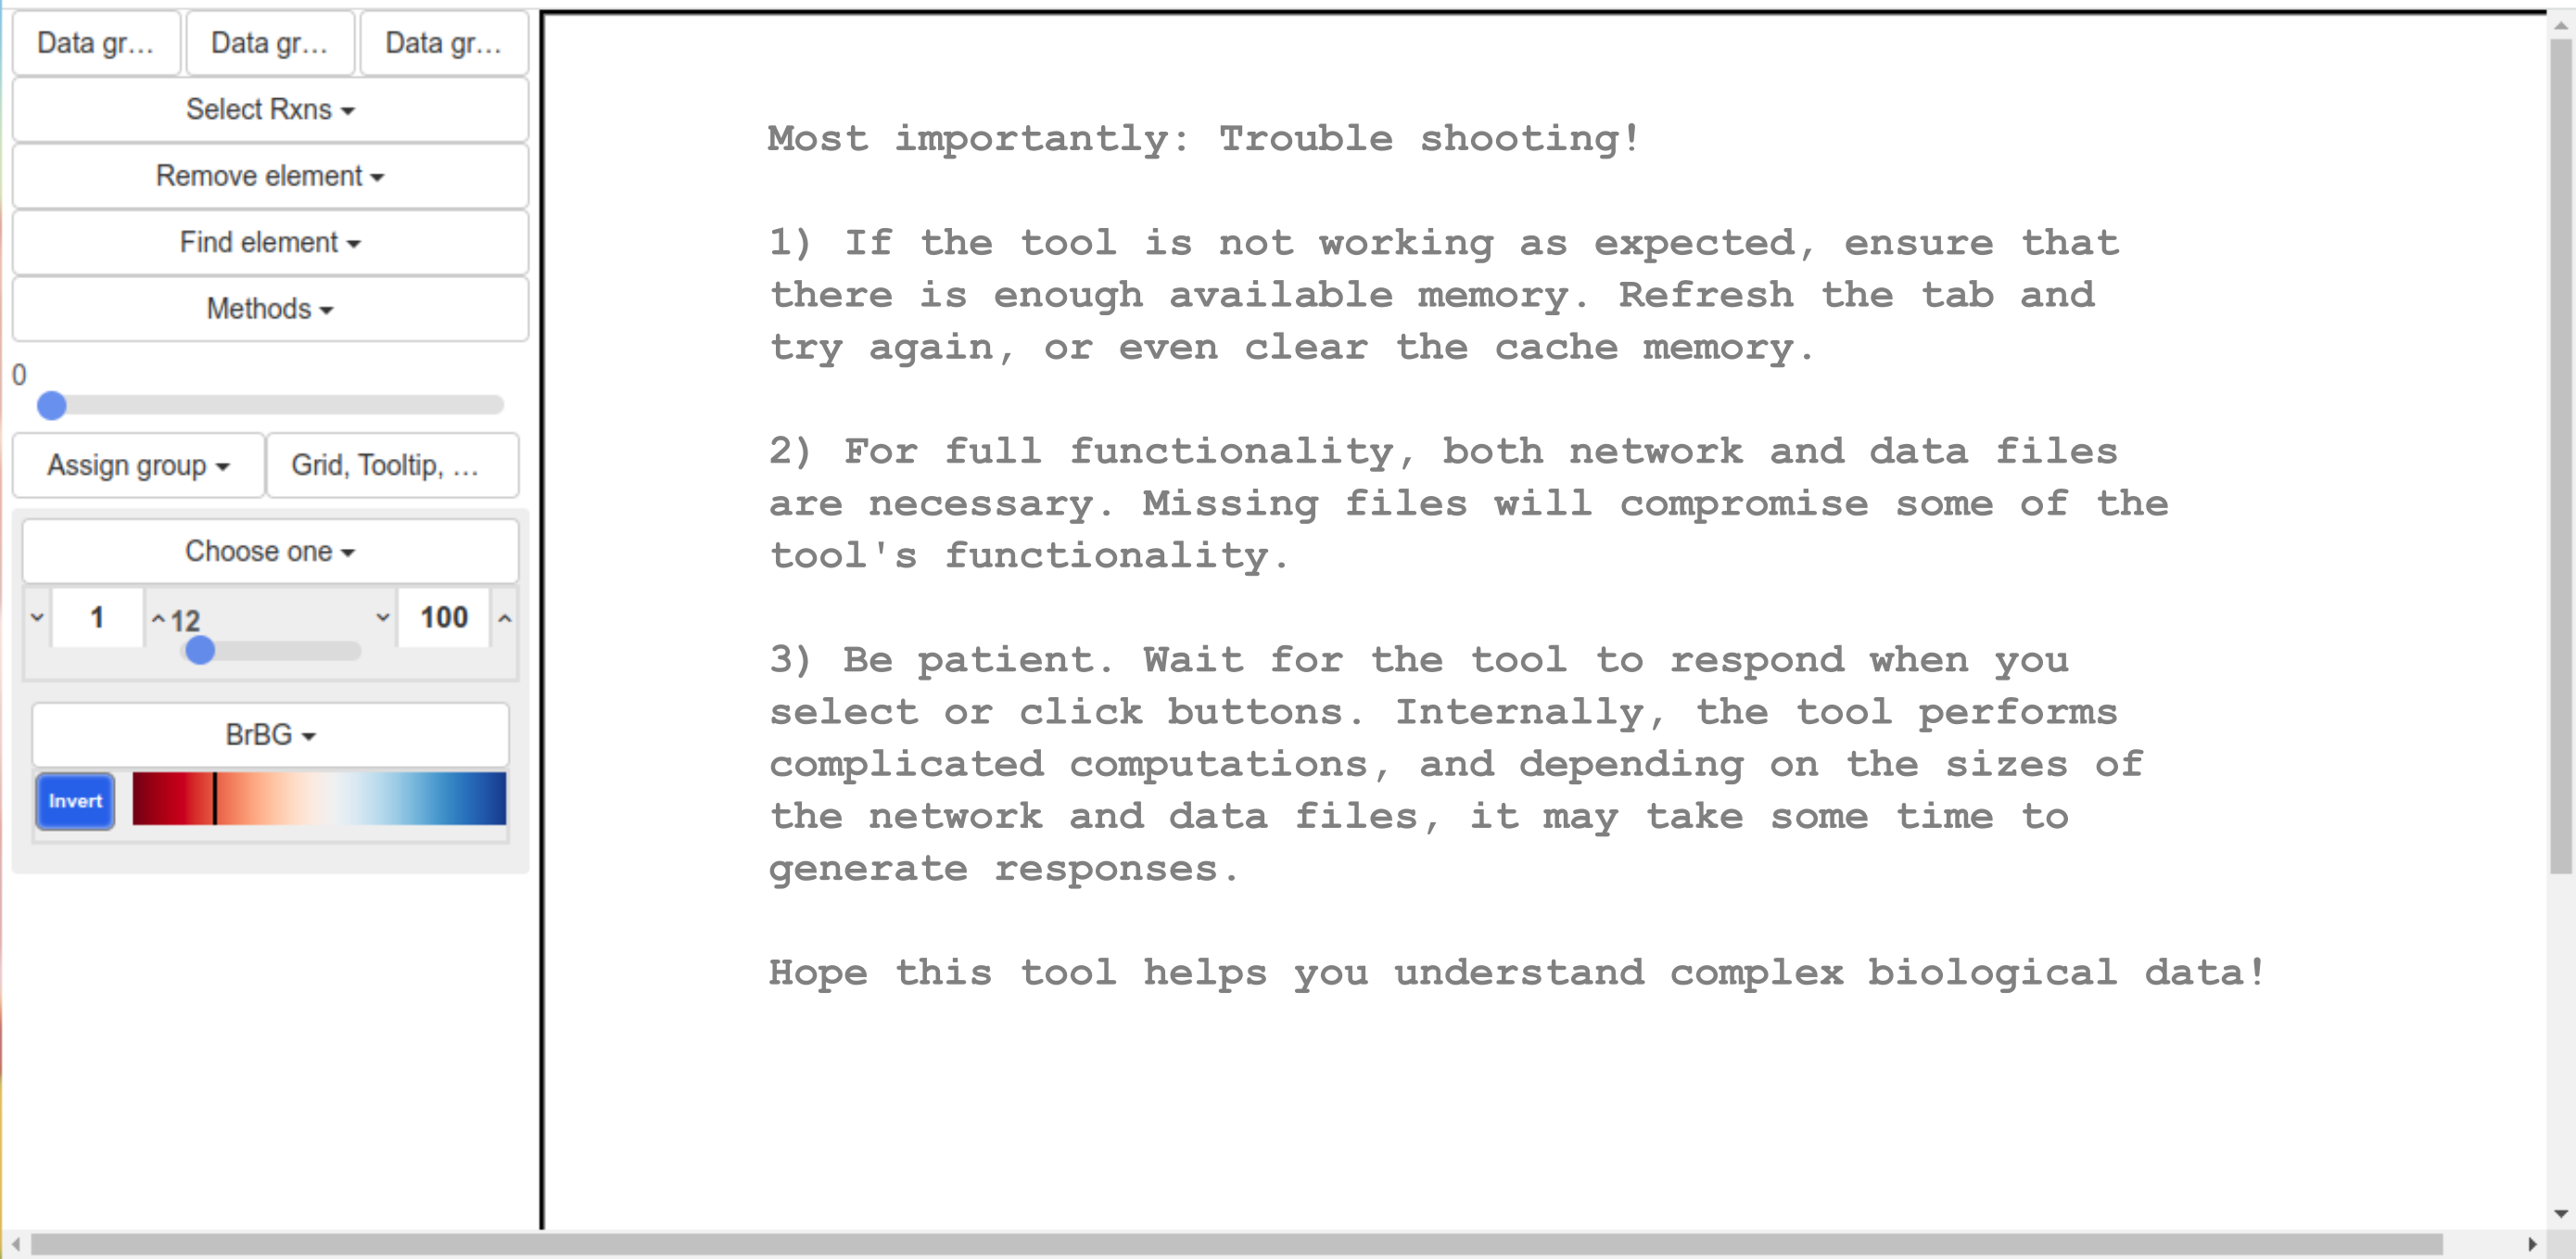 Data gr... Data gr... Data gr...
Select Rxns
Remove element
Find element
Methods
0
Assign group Grid, Tooltip, ...
Choose one
1 12 100
BrBG
Invert
Most importantly: Trouble shooting!
1) If the tool is not working as expected, ensure that
there is enough available memory. Refresh the tab and
try again, or even clear the cache memory.
2) For full functionality, both network and data files
are necessary. Missing files will compromise some of the
tool's functionality.
3) Be patient. Wait for the tool to respond when you
select or click buttons. Internally, the tool performs
complicated computations, and depending on the sizes of
the network and data files, it may take some time to
generate responses.
Hope this tool helps you understand complex biological data!